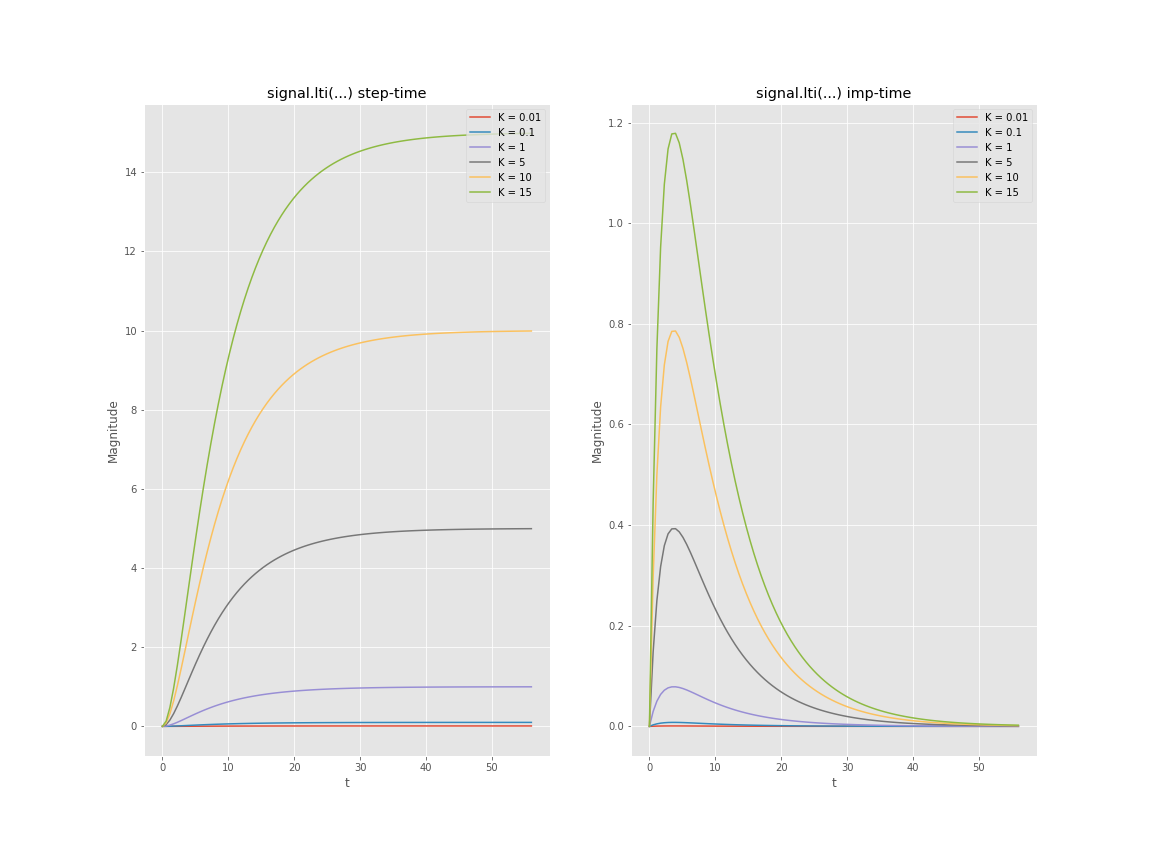 signal.lti(...) step-time
K = 0.01
K = 0.1
K = 1
K = 5
K = 10
K = 15
14
12
10
8
6
4
2
0
Magnitude
0 10 20 30 40 50
t
signal.lti(...) imp-time
K = 0.01
K = 0.1
K = 1
K = 5
K = 10
K = 15
1.2
1.0
0.8
0.6
0.4
0.2
0.0
Magnitude
0 10 20 30 40 50
t